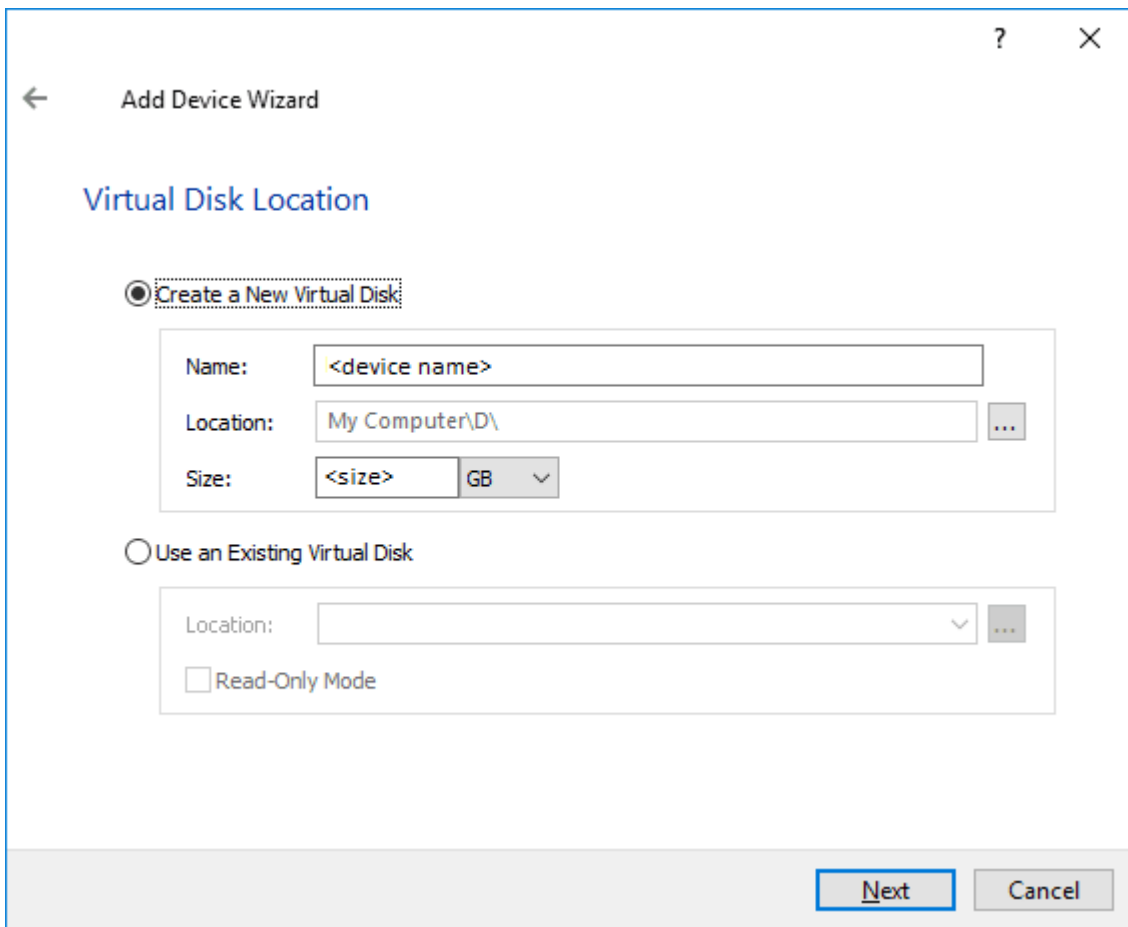 ?
Add Device Wizard
Virtual Disk Location
Create a New Virtual Disk
Name: <device name>
Location: My Computer\D\ ...
Size: <size> GB
Use an Existing Virtual Disk
Location: ...
Read-Only Mode
Next Cancel